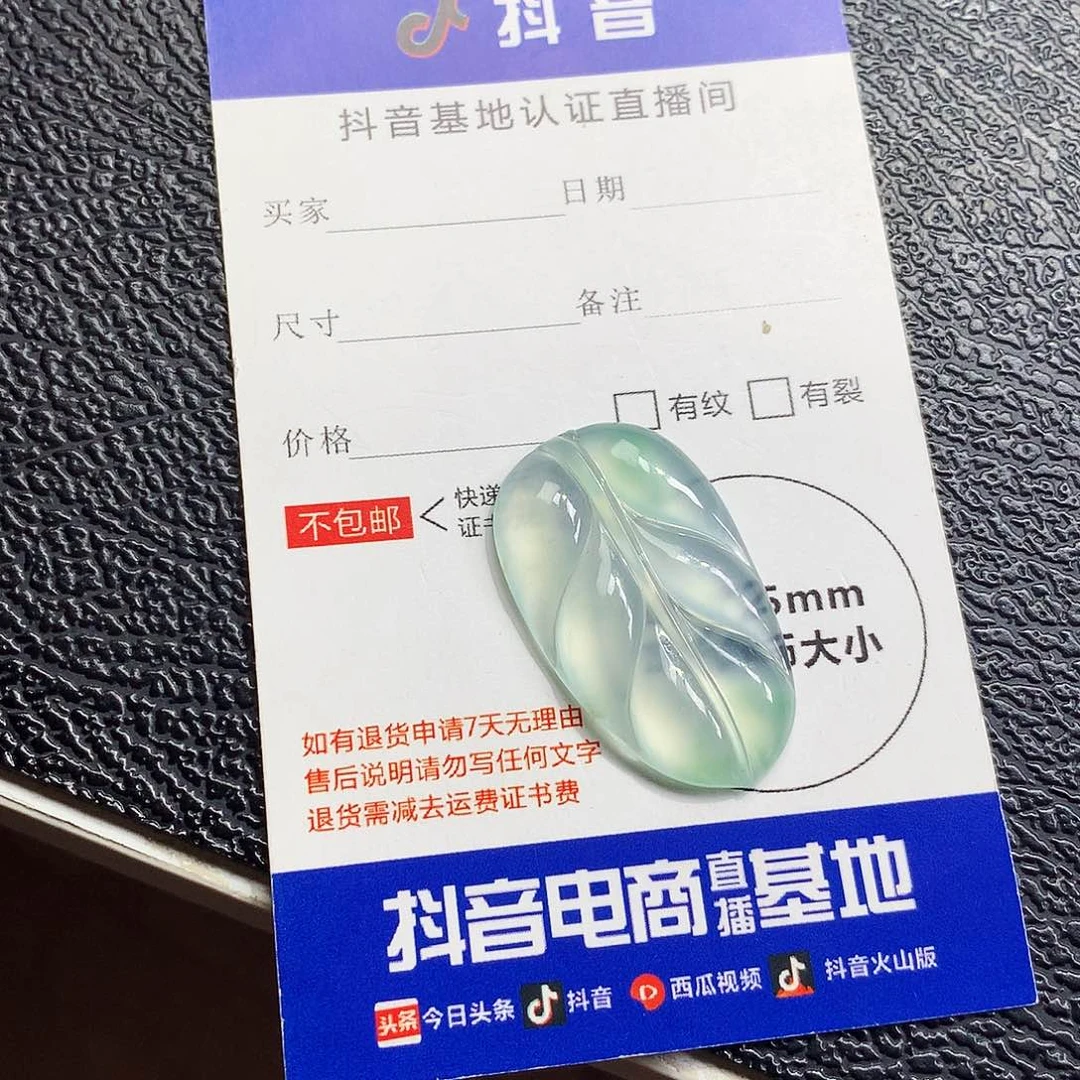 抖音
抖音基地认证直播间
买家 日期
尺寸 备注
价格 有纹 有裂
不包邮 快递
5mm
大小
如有退货申请7天无理由
售后说明请勿写任何文字
退货需减去运费证书费
抖音电商直播基地
头条 今日头条 抖音 西瓜视频 抖音火山版